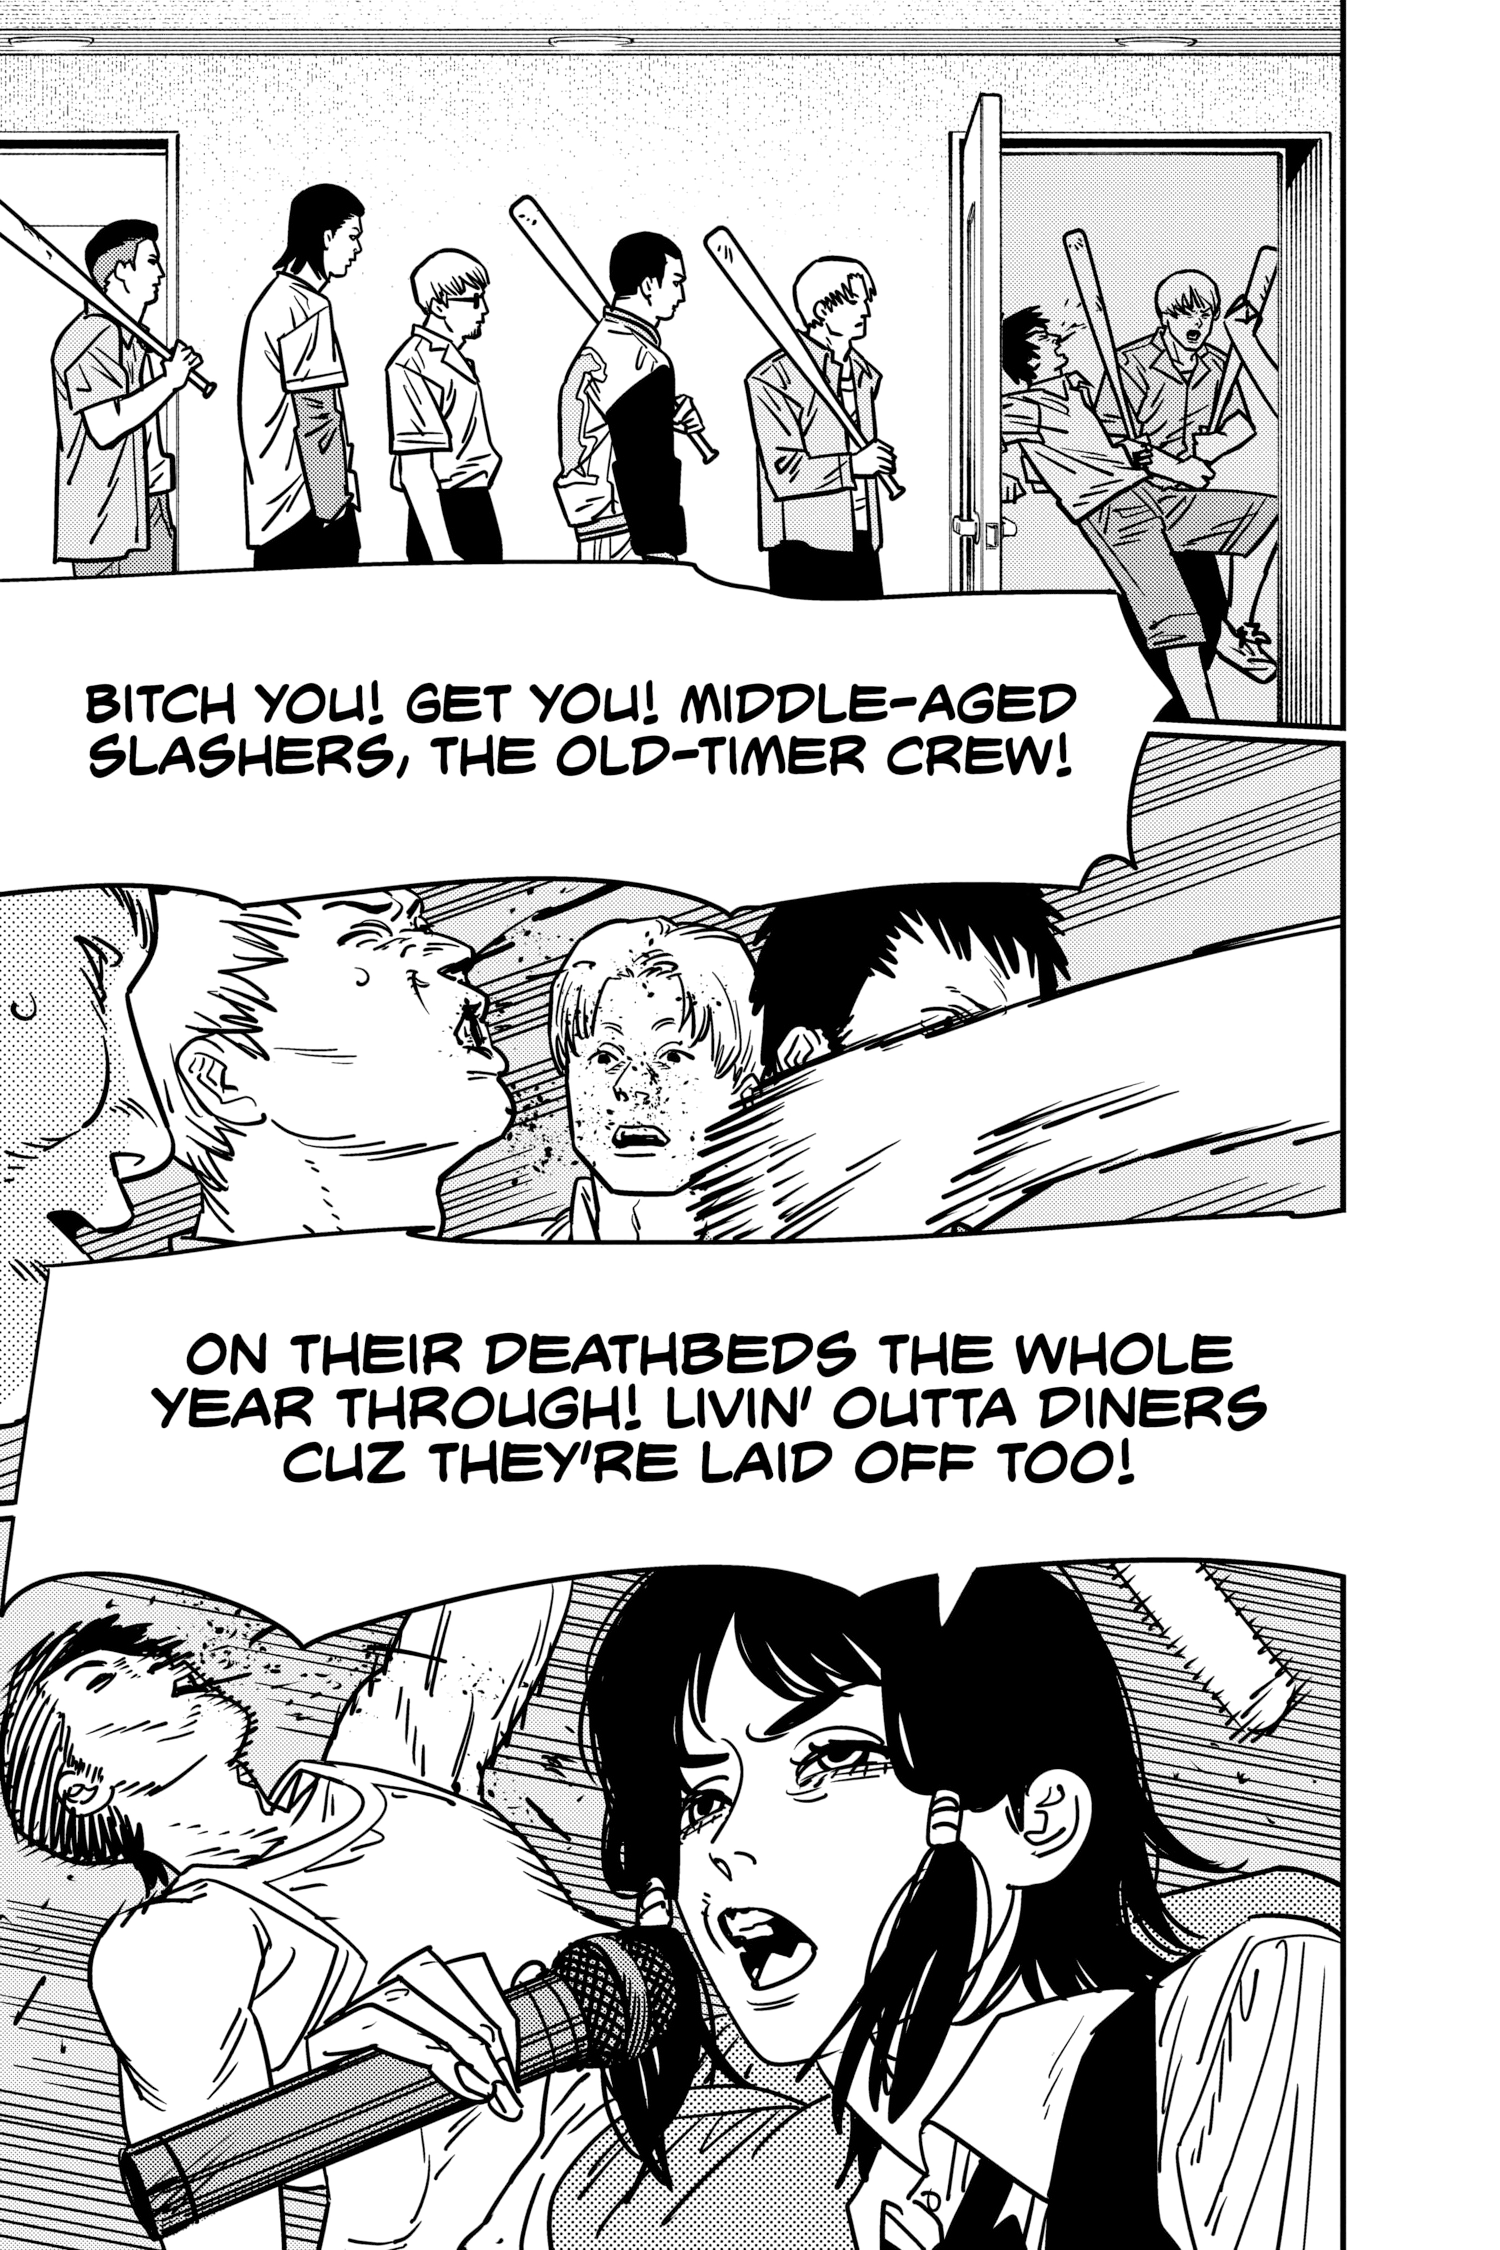 BITCH YOU! GET YOU! MIDDLE-AGED
SLASHERS, THE OLD-TIMER CREW!
ON THEIR DEATHBEDS THE WHOLE
YEAR THROUGH! LIVIN' OUTTA DINERS
CUZ THEY'RE LAID OFF TOO!